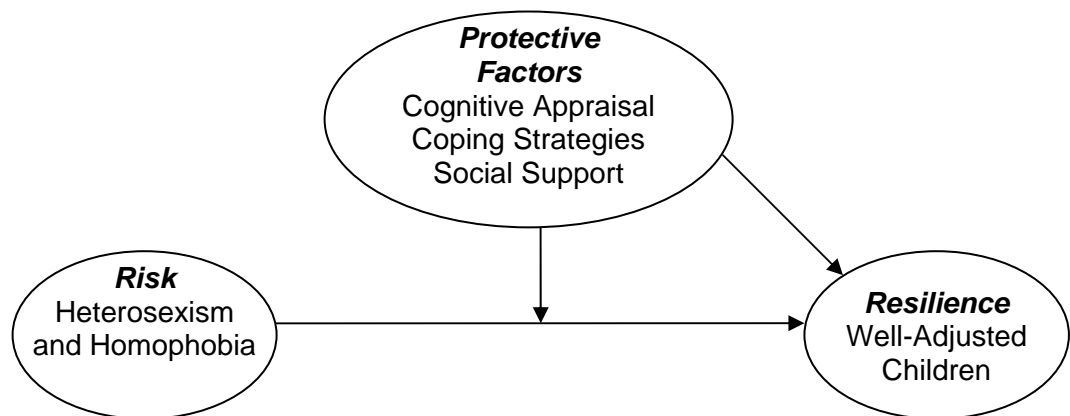 Protective
Factors
Cognitive Appraisal
Coping Strategies
Social Support
Risk
Heterosexism
and Homophobia
Resilience
Well-Adjusted
Children